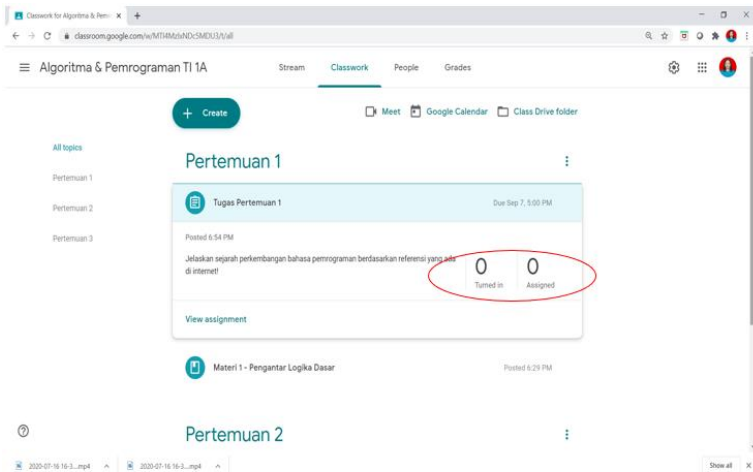 Classwork for Algoritma & Pem
classroom.google.com/w/MTI4MzIxNDc5MDU3/t/all
Algoritma & Pemrograman TI 1A
Stream Classwork People Grades
+ Create
Meet Google Calendar Class Drive folder
All topics
Pertemuan 1
Pertemuan 2
Pertemuan 3
Pertemuan 1
Tugas Pertemuan 1 Due Sep 7, 5:00 PM
Posted 6:54 PM
Jelaskan sejarah perkembangan bahasa pemrograman berdasarkan referensi yang ada
di internet!
0 0
Turned in Assigned
View assignment
Materi 1 - Pengantar Logika Dasar Posted 6:29 PM
Pertemuan 2
2020-07-16 16-3....mp4 2020-07-16 16-3....mp4 Show all